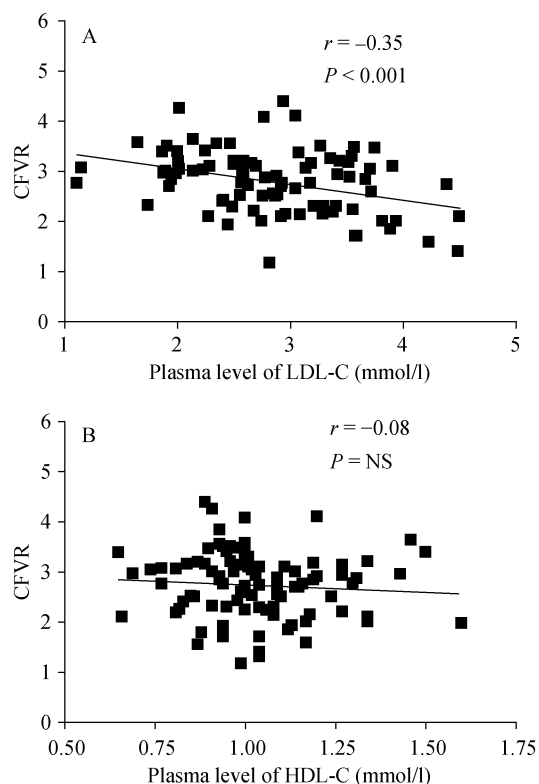 A
r = –0.35
P < 0.001
CFVR
6
5
4
3
2
1
0
1 2 3 4 5
Plasma level of LDL-C (mmol/l)
B
r = –0.08
P = NS
CFVR
6
5
4
3
2
1
0
0.50 0.75 1.00 1.25 1.50 1.75
Plasma level of HDL-C (mmol/l)